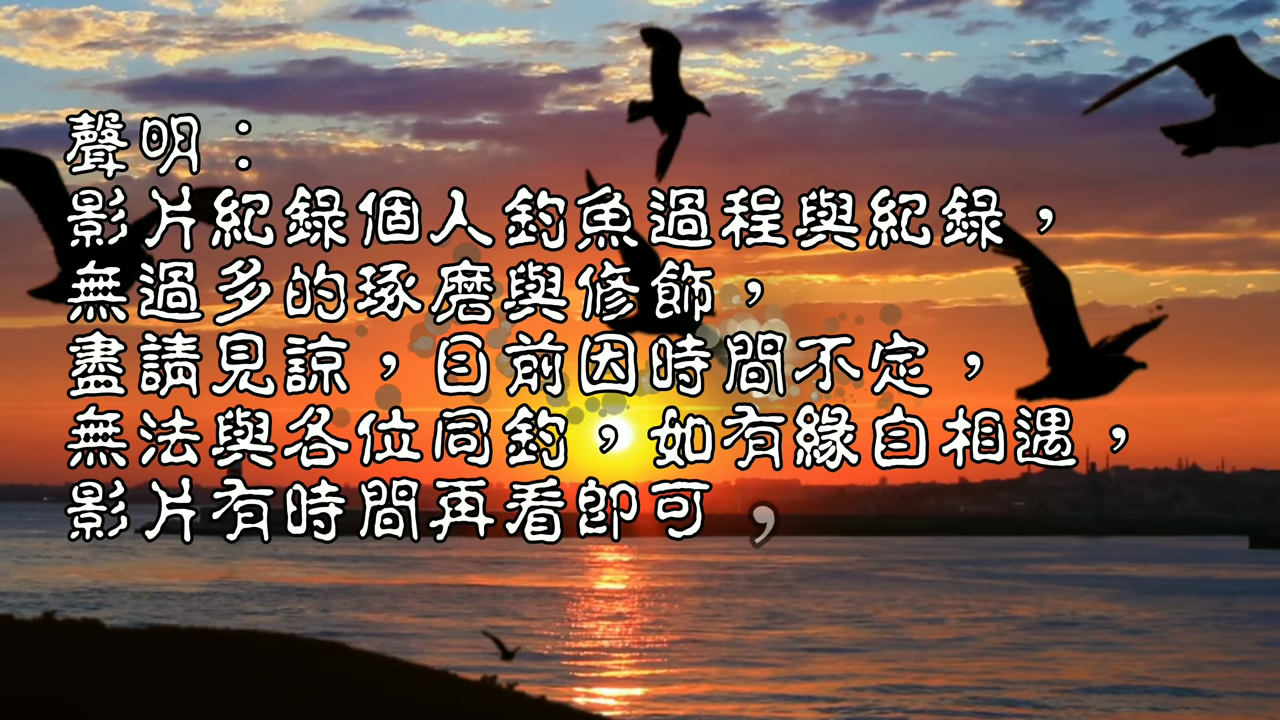 聲明：
影片紀錄個人釣魚過程與紀錄，
無過多的琢磨與修飾，
盡請見諒，目前因時間不定，
無法與各位同釣，如有緣自相遇，
影片有時間再看即可，